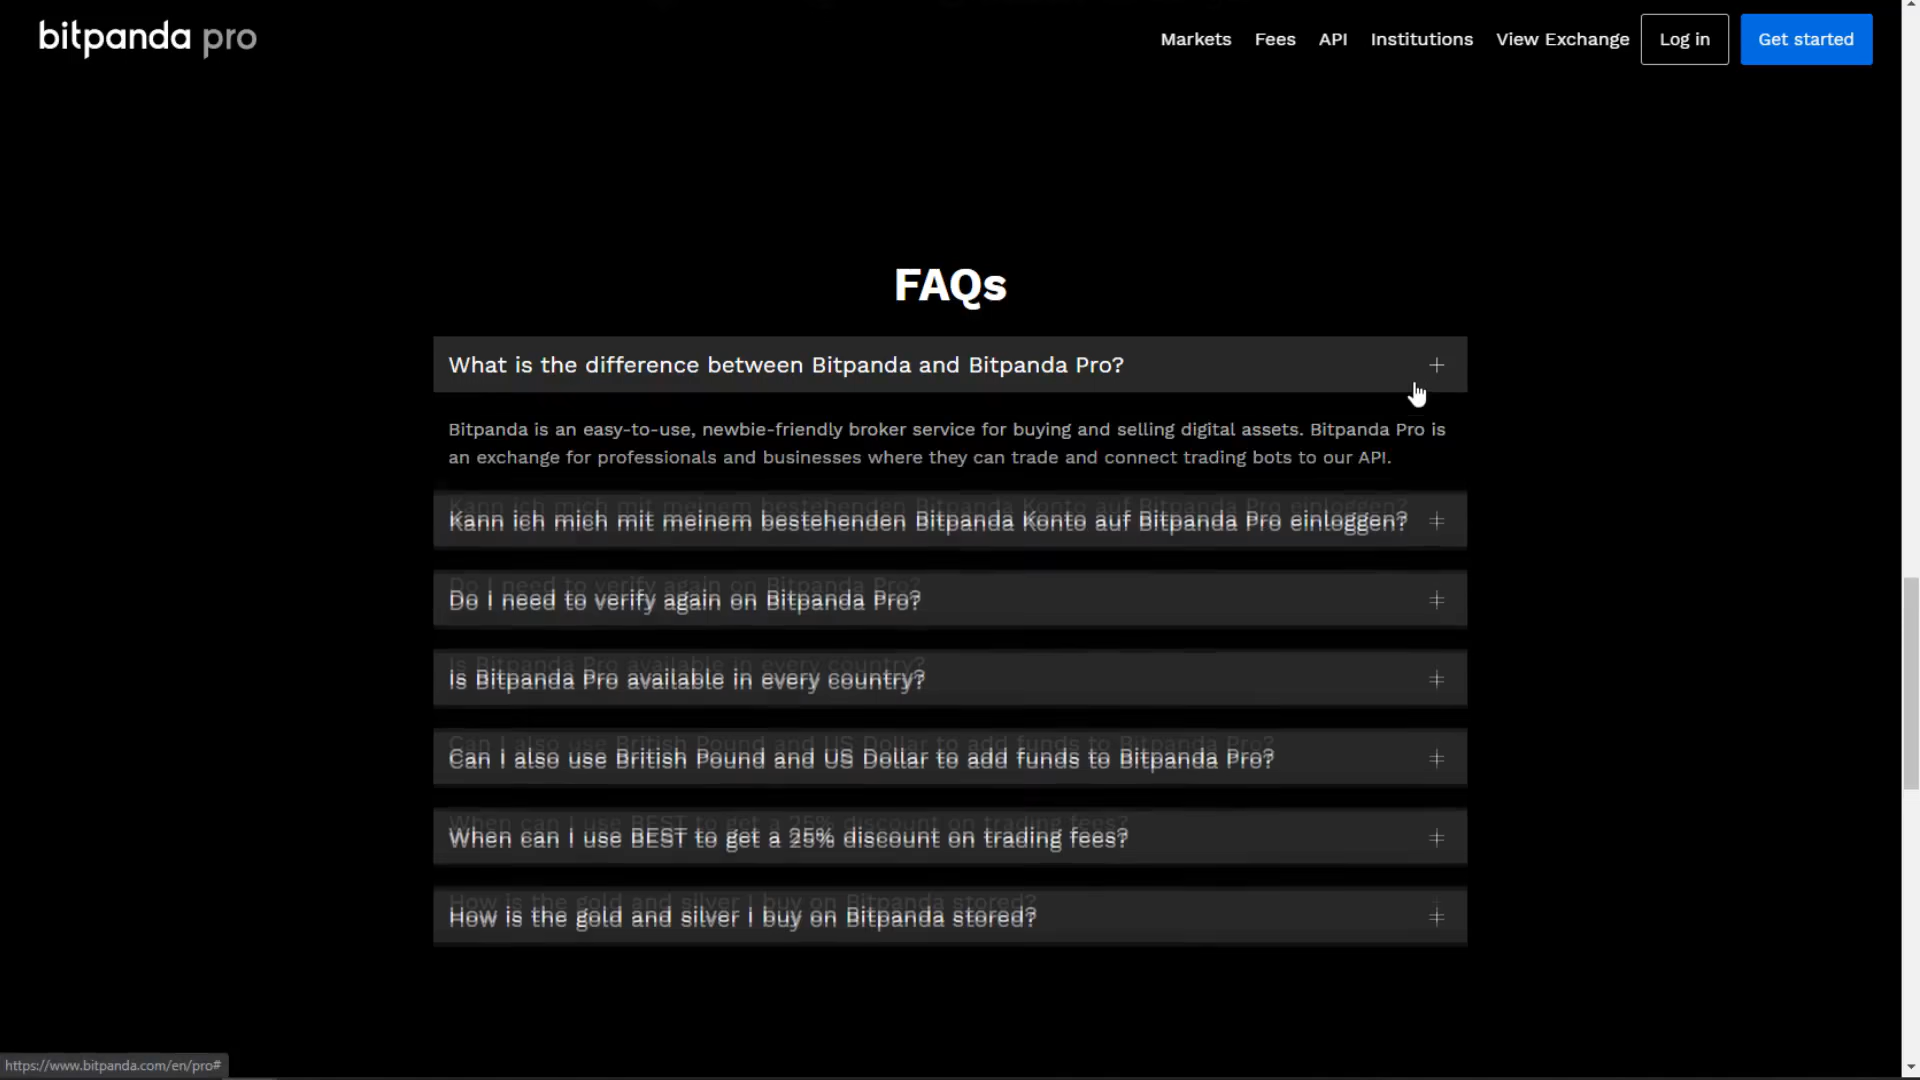 bitpanda pro
Markets Fees API Institutions View Exchange Log in Get started
FAQs
What is the difference between Bitpanda and Bitpanda Pro?
Bitpanda is an easy-to-use, newbie-friendly broker service for buying and selling digital assets. Bitpanda Pro is
an exchange for professionals and businesses where they can trade and connect trading bots to our API.
Kann ich mich mit meinem bestehenden Bitpanda Konto auf Bitpanda Pro einloggen?
Do I need to verify again on Bitpanda Pro?
Is Bitpanda Pro available in every country?
Can I also use British Pound and US Dollar to add funds to Bitpanda Pro?
When can I use BEST to get a 25% discount on trading fees?
How is the gold and silver I buy on Bitpanda stored?
https://www.bitpanda.com/en/pro#